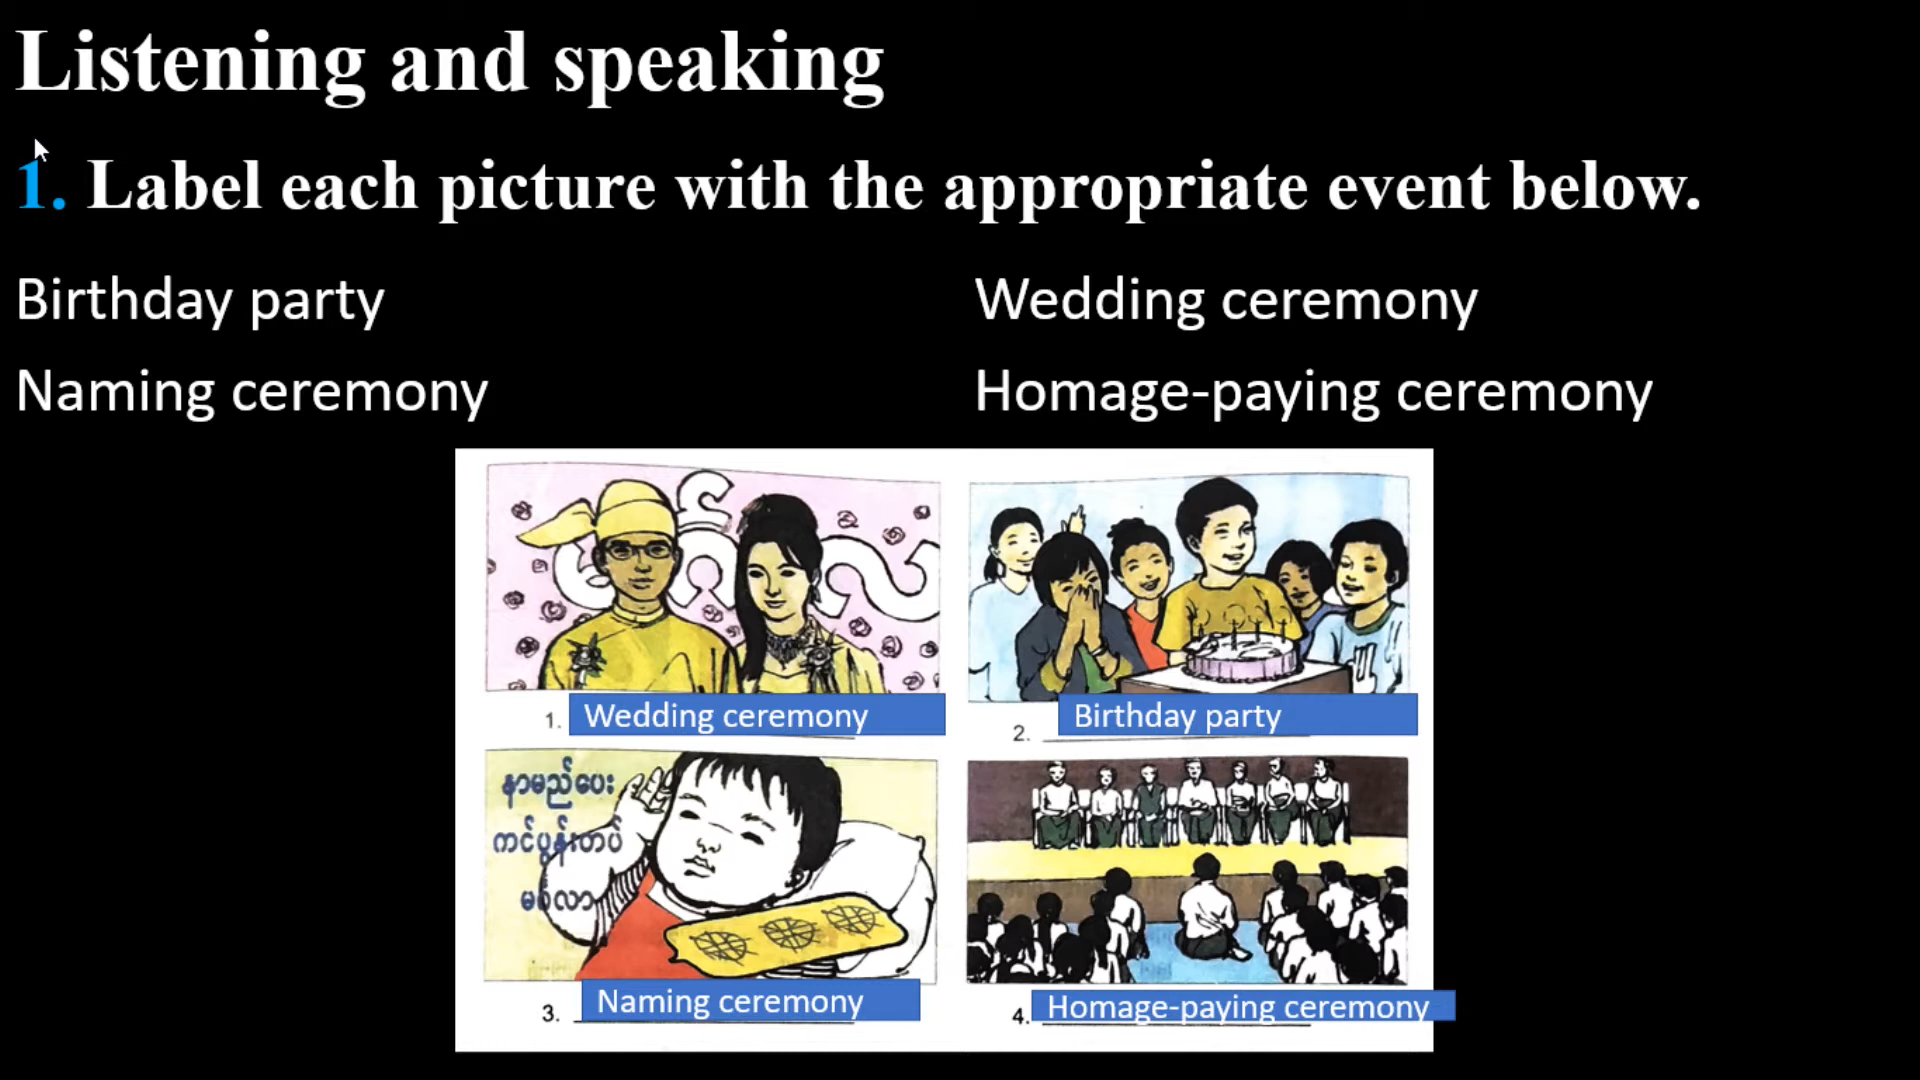 Listening and speaking
1. Label each picture with the appropriate event below.
Birthday party
Wedding ceremony
Naming ceremony
Homage-paying ceremony
1. Wedding ceremony
2. Birthday party
နာမည်ပေး
ကင်ပွန်းတပ်
မင်္ဂလာ
3. Naming ceremony
4. Homage-paying ceremony